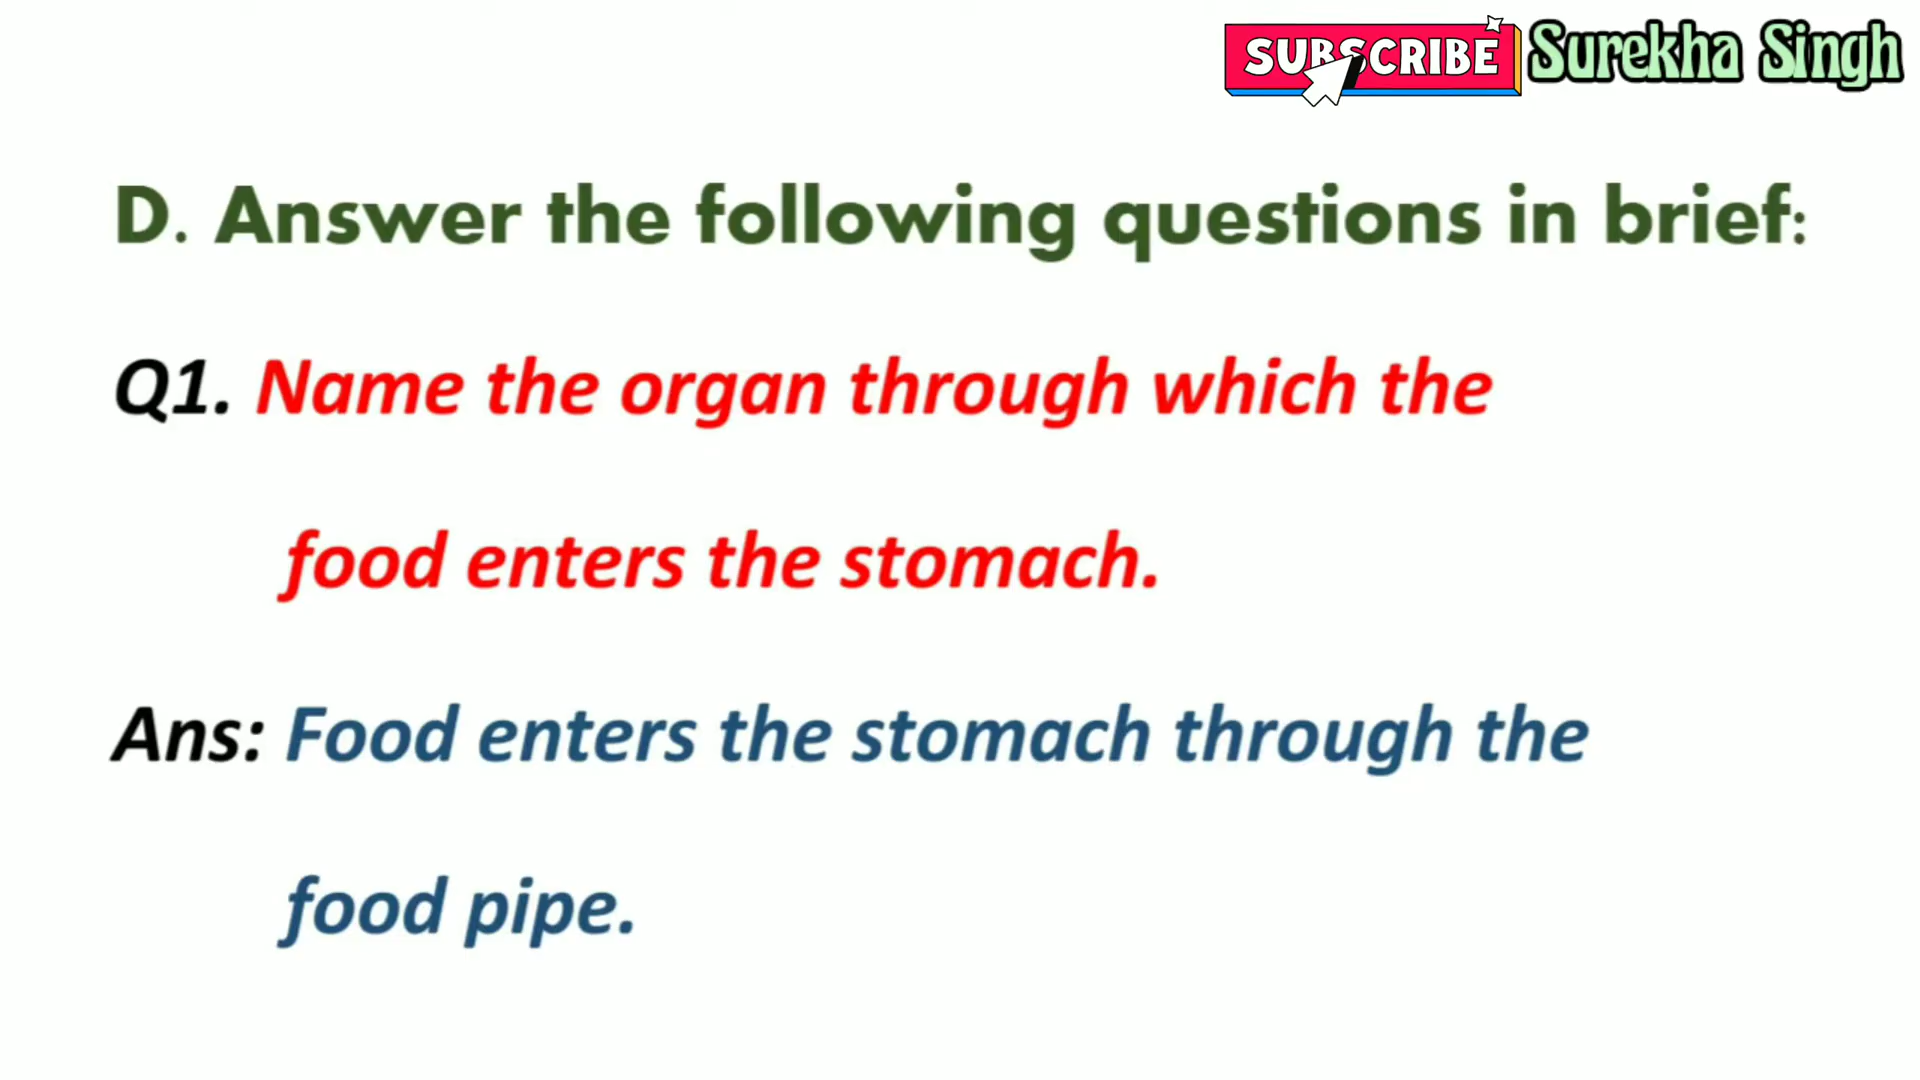 SUBSCRIBE Surekha Singh
D. Answer the following questions in brief:
Q1. Name the organ through which the
food enters the stomach.
Ans: Food enters the stomach through the
food pipe.